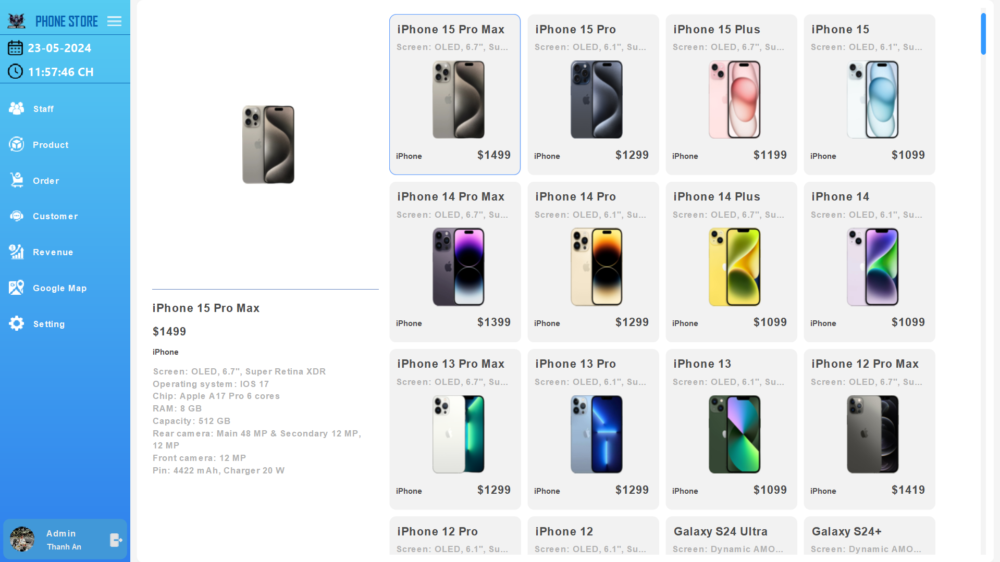 PHONE STORE
23-05-2024
11:57:46 CH
Staff
Product
Order
Customer
Revenue
Google Map
Setting
Admin
Thanh An
iPhone 15 Pro Max
$1499
iPhone
Screen: OLED, 6.7", Super Retina XDR
Operating system: IOS 17
Chip: Apple A17 Pro 6 cores
RAM: 8 GB
Capacity: 512 GB
Rear camera: Main 48 MP & Secondary 12 MP,
12 MP
Front camera: 12 MP
Pin: 4422 mAh, Charger 20 W
iPhone 15 Pro Max
Screen: OLED, 6.7", Su...
iPhone $1499
iPhone 15 Pro
Screen: OLED, 6.1", Su...
iPhone $1299
iPhone 15 Plus
Screen: OLED, 6.7", Su...
iPhone $1199
iPhone 15
Screen: OLED, 6.1", Su...
iPhone $1099
iPhone 14 Pro Max
Screen: OLED, 6.7", Su...
iPhone $1399
iPhone 14 Pro
Screen: OLED, 6.1", Su...
iPhone $1299
iPhone 14 Plus
Screen: OLED, 6.7", Su...
iPhone $1099
iPhone 14
Screen: OLED, 6.1", Su...
iPhone $1099
iPhone 13 Pro Max
Screen: OLED, 6.7", Su...
iPhone $1299
iPhone 13 Pro
Screen: OLED, 6.1", Su...
iPhone $1299
iPhone 13
Screen: OLED, 6.1", Su...
iPhone $1099
iPhone 12 Pro Max
Screen: OLED, 6.7", Su...
iPhone $1419
iPhone 12 Pro
Screen: OLED, 6.1", Su...
iPhone 12
Screen: OLED, 6.1", Su...
Galaxy S24 Ultra
Screen: Dynamic AMO...
Galaxy S24+
Screen: Dynamic AMO...